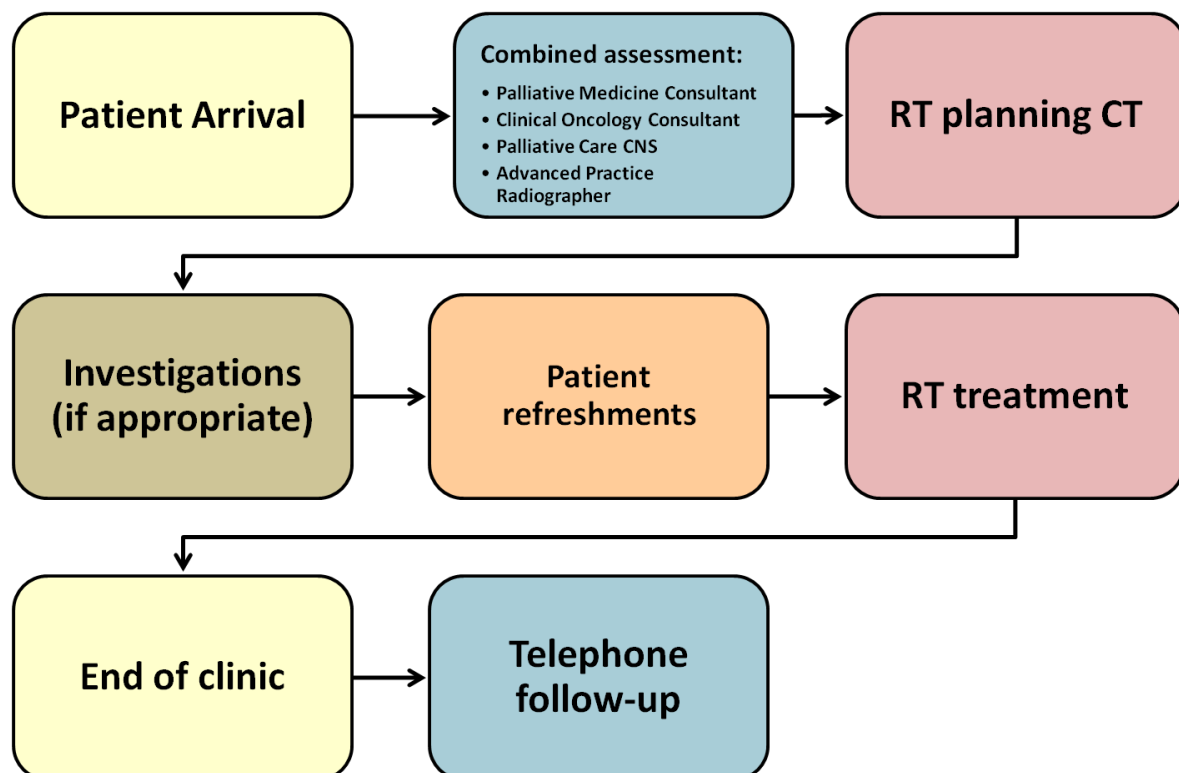 Patient Arrival
Combined assessment:
• Palliative Medicine Consultant
• Clinical Oncology Consultant
• Palliative Care CNS
• Advanced Practice
Radiographer
RT planning CT
Investigations
(if appropriate)
Patient
refreshments
RT treatment
End of clinic
Telephone
follow-up